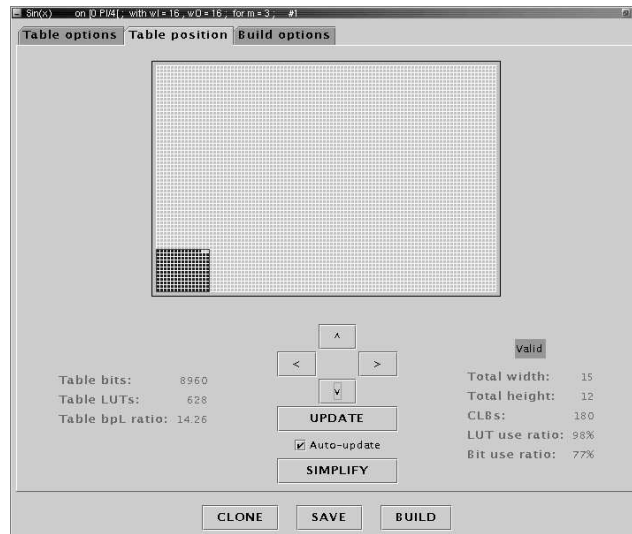 Sin(x) on [0 PI/4[ ; with wI = 16 , wO = 16 ; for m = 3 ; #1
Table options Table position Build options
^
< >
v
Valid
Table bits: 8960
Table LUTs: 628
Table bpL ratio: 14.26
UPDATE
Auto-update
SIMPLIFY
Total width: 15
Total height: 12
CLBs: 180
LUT use ratio: 98%
Bit use ratio: 77%
CLONE SAVE BUILD